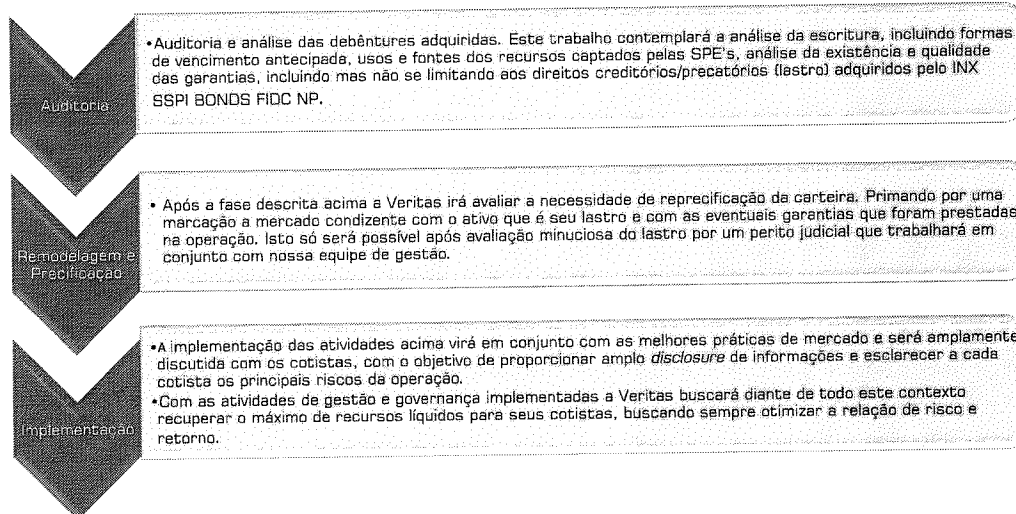 Auditoria
•Auditoria e análise das debêntures adquiridas. Este trabalho contemplará a análise da escritura, incluindo formas
de vencimento antecipada, usos e fontes dos recursos captados pelas SPE's, análise da existência e qualidade
das garantias, incluindo mas não se limitando aos direitos creditórios/precatórios (lastro) adquiridos pelo INX
SSPI BONDS FIDC NP.
Remodelagem e
Precificação
• Após a fase descrita acima a Veritas irá avaliar a necessidade de reprecificação da carteira. Primando por uma
marcação a mercado condizente com o ativo que é seu lastro e com as eventuais garantias que foram prestadas
na operação. Isto só será possível após avaliação minuciosa do lastro por um perito judicial que trabalhará em
conjunto com nossa equipe de gestão.
Implementação
•A implementação das atividades acima virá em conjunto com as melhores práticas de mercado e será amplamente
discutida com os cotistas, com o objetivo de proporcionar amplo disclosure de informações e esclarecer a cada
cotista os principais riscos da operação.
•Com as atividades de gestão e governança implementadas a Veritas buscará diante de todo este contexto
recuperar o máximo de recursos líquidos para seus cotistas, buscando sempre otimizar a relação de risco e
retorno.